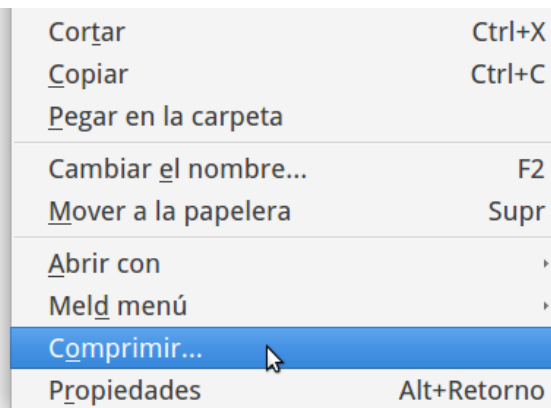 Cortar Ctrl+X
Copiar Ctrl+C
Pegar en la carpeta
Cambiar el nombre... F2
Mover a la papelera Supr
Abrir con
Meld menú
Comprimir...
Propiedades Alt+Retorno